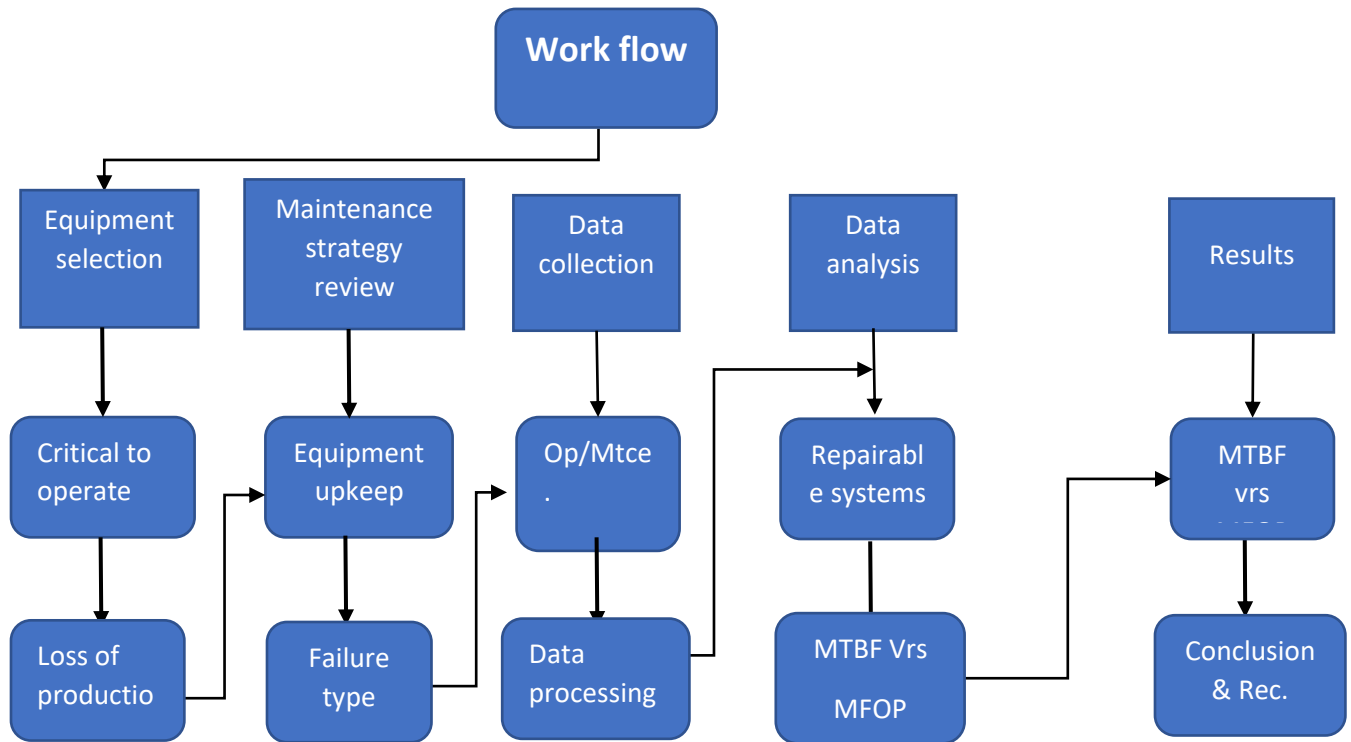 Work flow
Equipment
selection
Maintenance
strategy
review
Data
collection
Data
analysis
Results
Critical to
operate
Equipment
upkeep
Op/Mtce
.
Repairabl
e systems
MTBF
vrs
Loss of
productio
Failure
type
Data
processing
MTBF Vrs
MFOP
Conclusion
& Rec.